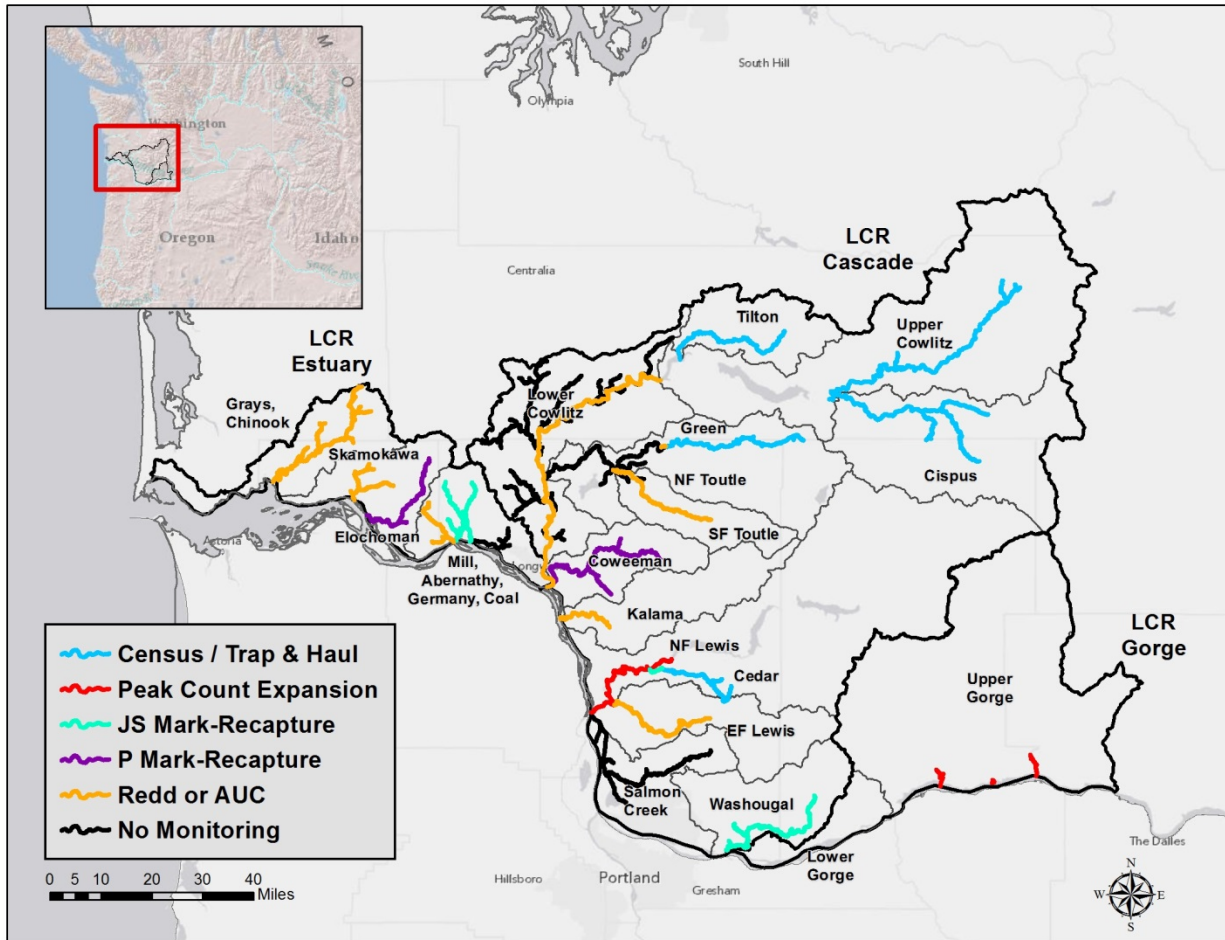 South Hill
Olympia
Washington
Oregon
Idaho
Centralia
LCR
Cascade
Tilton
Upper
Cowlitz
LCR
Estuary
Grays,
Chinook
Lower
Cowlitz
Green
Skamokawa
NF Toutle
Cispus
SF Toutle
Astoria
Elochoman
Mill,
Abernathy,
Germany, Coal
Longv
Coweeman
Kalama
NF Lewis
Cedar
LCR
Gorge
Upper
Gorge
EF Lewis
Salmon
Creek
Washougal
Lower
Gorge
The Dalles
Hillsboro
Portland
Gresham
Census / Trap & Haul
Peak Count Expansion
JS Mark-Recapture
P Mark-Recapture
Redd or AUC
No Monitoring
0 5 10 20 30 40
Miles
N
W E
S